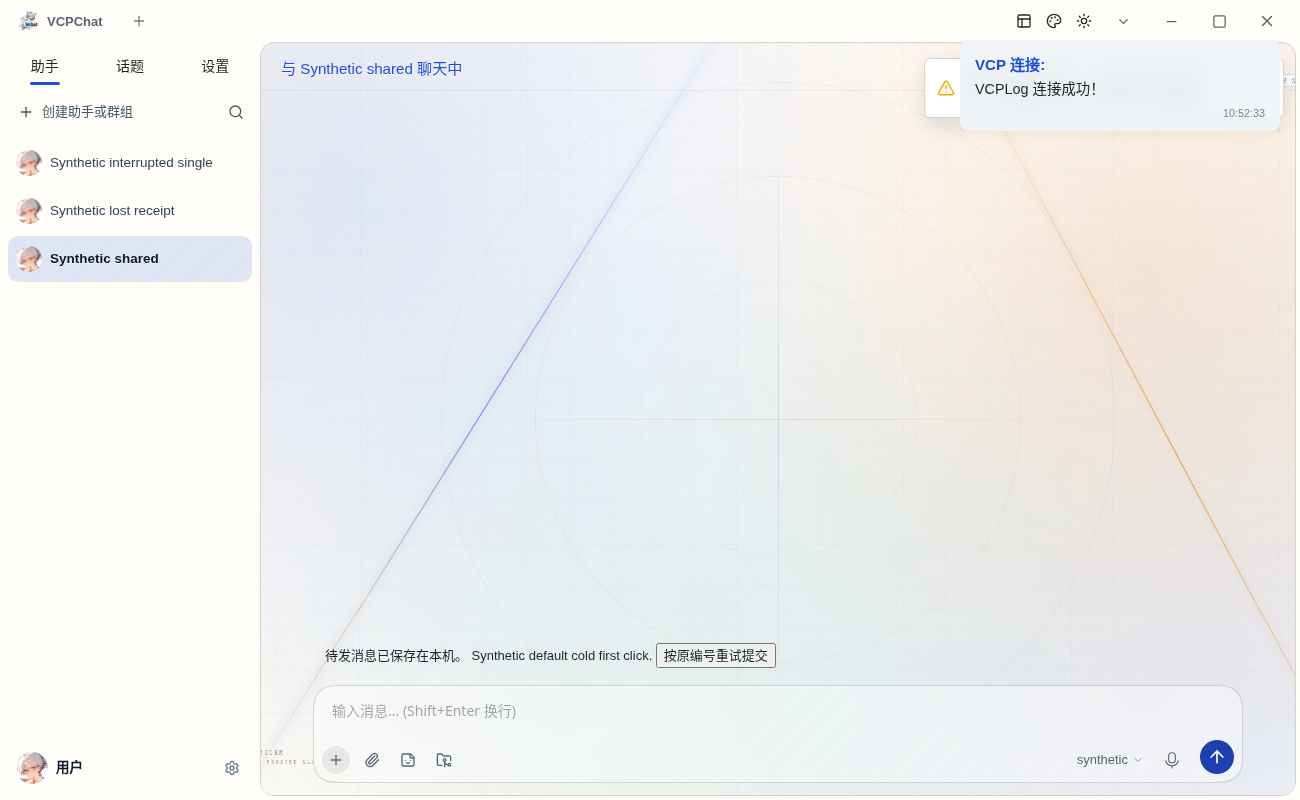 VCPChat
助手
话题
设置
创建助手或群组
Synthetic interrupted single
Synthetic lost receipt
Synthetic shared
用户
与 Synthetic shared 聊天中
VCP 连接:
VCPLog 连接成功！
10:52:33
待发消息已保存在本机。 Synthetic default cold first click. 按原编号重试提交
输入消息... (Shift+Enter 换行)
synthetic